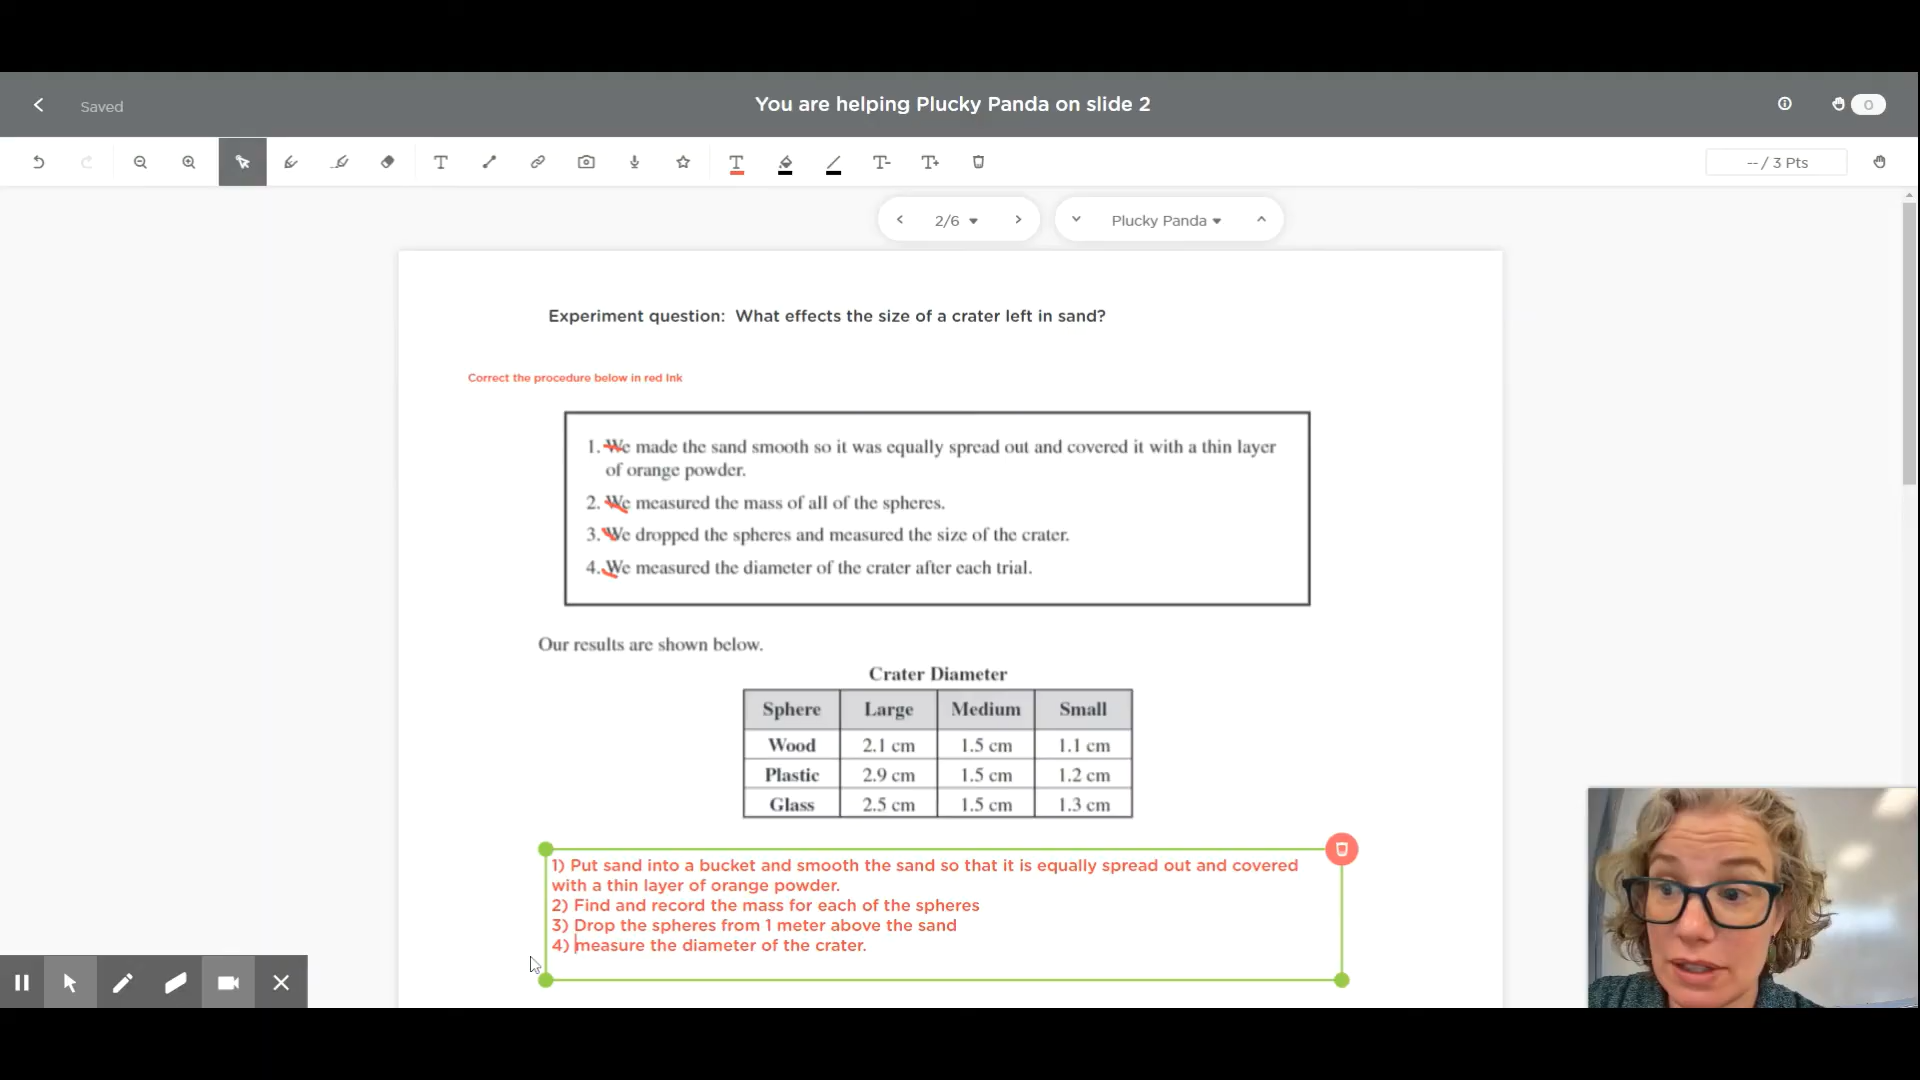 Saved
You are helping Plucky Panda on slide 2
0
-- / 3 Pts
2/6
Plucky Panda
Experiment question: What effects the size of a crater left in sand?
Correct the procedure below in red Ink
1. We made the sand smooth so it was equally spread out and covered it with a thin layer
of orange powder.
2. We measured the mass of all of the spheres.
3. We dropped the spheres and measured the size of the crater.
4. We measured the diameter of the crater after each trial.
Our results are shown below.
Crater Diameter
Sphere Large Medium Small
Wood 2.1 cm 1.5 cm 1.1 cm
Plastic 2.9 cm 1.5 cm 1.2 cm
Glass 2.5 cm 1.5 cm 1.3 cm
1) Put sand into a bucket and smooth the sand so that it is equally spread out and covered
with a thin layer of orange powder.
2) Find and record the mass for each of the spheres
3) Drop the spheres from 1 meter above the sand
4) measure the diameter of the crater.